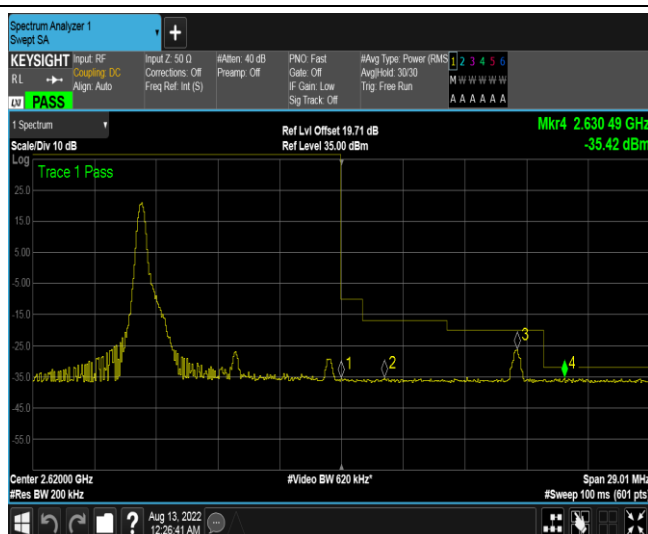 Spectrum Analyzer 1
Swept SA
+
KEYSIGHT
RL
LXI PASS
Input: RF
Coupling: DC
Align: Auto
Input Z: 50 Ω
Corrections: Off
Freq Ref: Int (S)
#Atten: 40 dB
Preamp: Off
PNO: Fast
Gate: Off
IF Gain: Low
Sig Track: Off
#Avg Type: Power (RMS
Avg|Hold: 30/30
Trig: Free Run
1 2 3 4 5 6
M W W W W W
A A A A A A
1 Spectrum
Scale/Div 10 dB
Ref Lvl Offset 19.71 dB
Ref Level 35.00 dBm
Mkr4 2.630 49 GHz
-35.42 dBm
Log
Trace 1 Pass
25.0
15.0
5.00
-5.00
-15.0
-25.0
-35.0
-45.0
-55.0
1
2
3
4
Center 2.62000 GHz
#Res BW 200 kHz
#Video BW 620 kHz*
Span 29.01 MHz
#Sweep 100 ms (601 pts)
?
Aug 13, 2022
12:26:41 AM